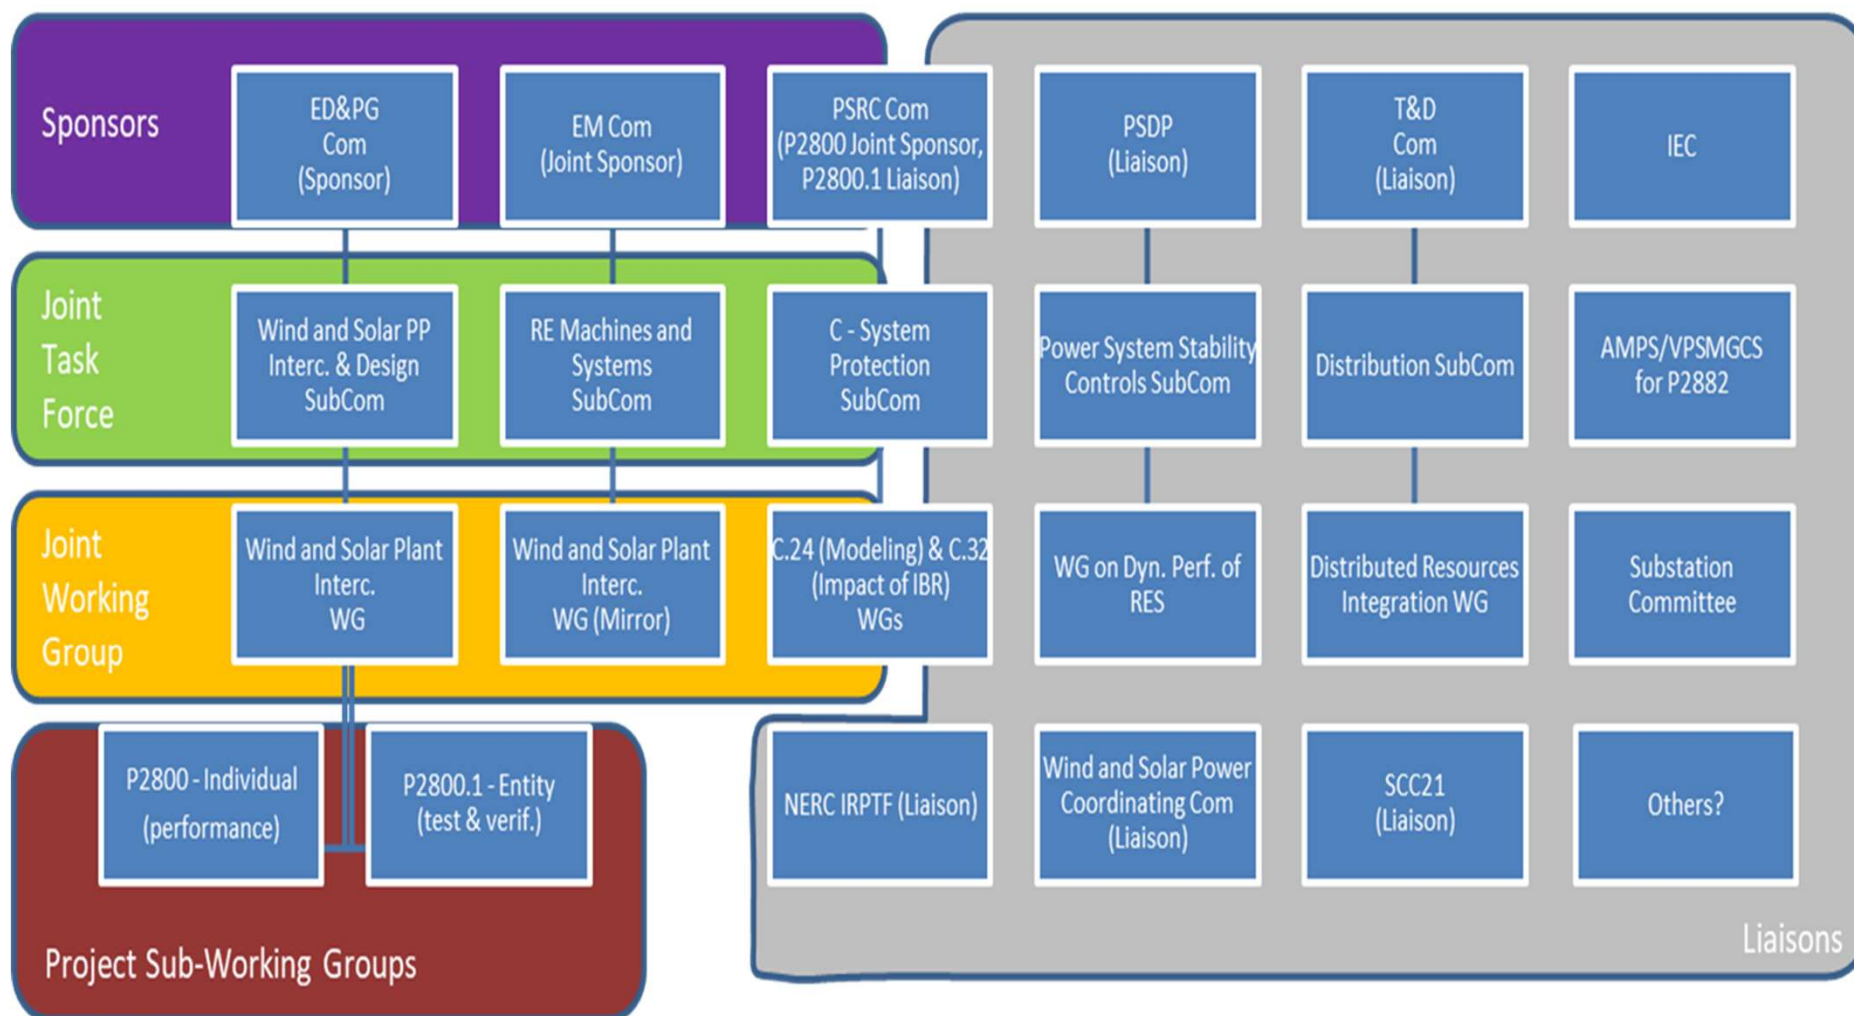 Sponsors
ED&PG
Com
(Sponsor)
EM Com
(Joint Sponsor)
PSRC Com
(P2800 Joint Sponsor,
P2800.1 Liaison)
PSDP
(Liaison)
T&D
Com
(Liaison)
IEC
Joint
Task
Force
Wind and Solar PP
Interc. & Design
SubCom
RE Machines and
Systems
SubCom
C - System
Protection
SubCom
Power System Stability
Controls SubCom
Distribution SubCom
AMPS/VPSMGCS
for P2882
Joint
Working
Group
Wind and Solar Plant
Interc.
WG
Wind and Solar Plant
Interc.
WG (Mirror)
C.24 (Modeling) & C.32
(Impact of IBR)
WGs
WG on Dyn. Perf. of
RES
Distributed Resources
Integration WG
Substation
Committee
P2800 - Individual
(performance)
P2800.1 - Entity
(test & verif.)
NERC IRPTF (Liaison)
Wind and Solar Power
Coordinating Com
(Liaison)
SCC21
(Liaison)
Others?
Project Sub-Working Groups
Liaisons